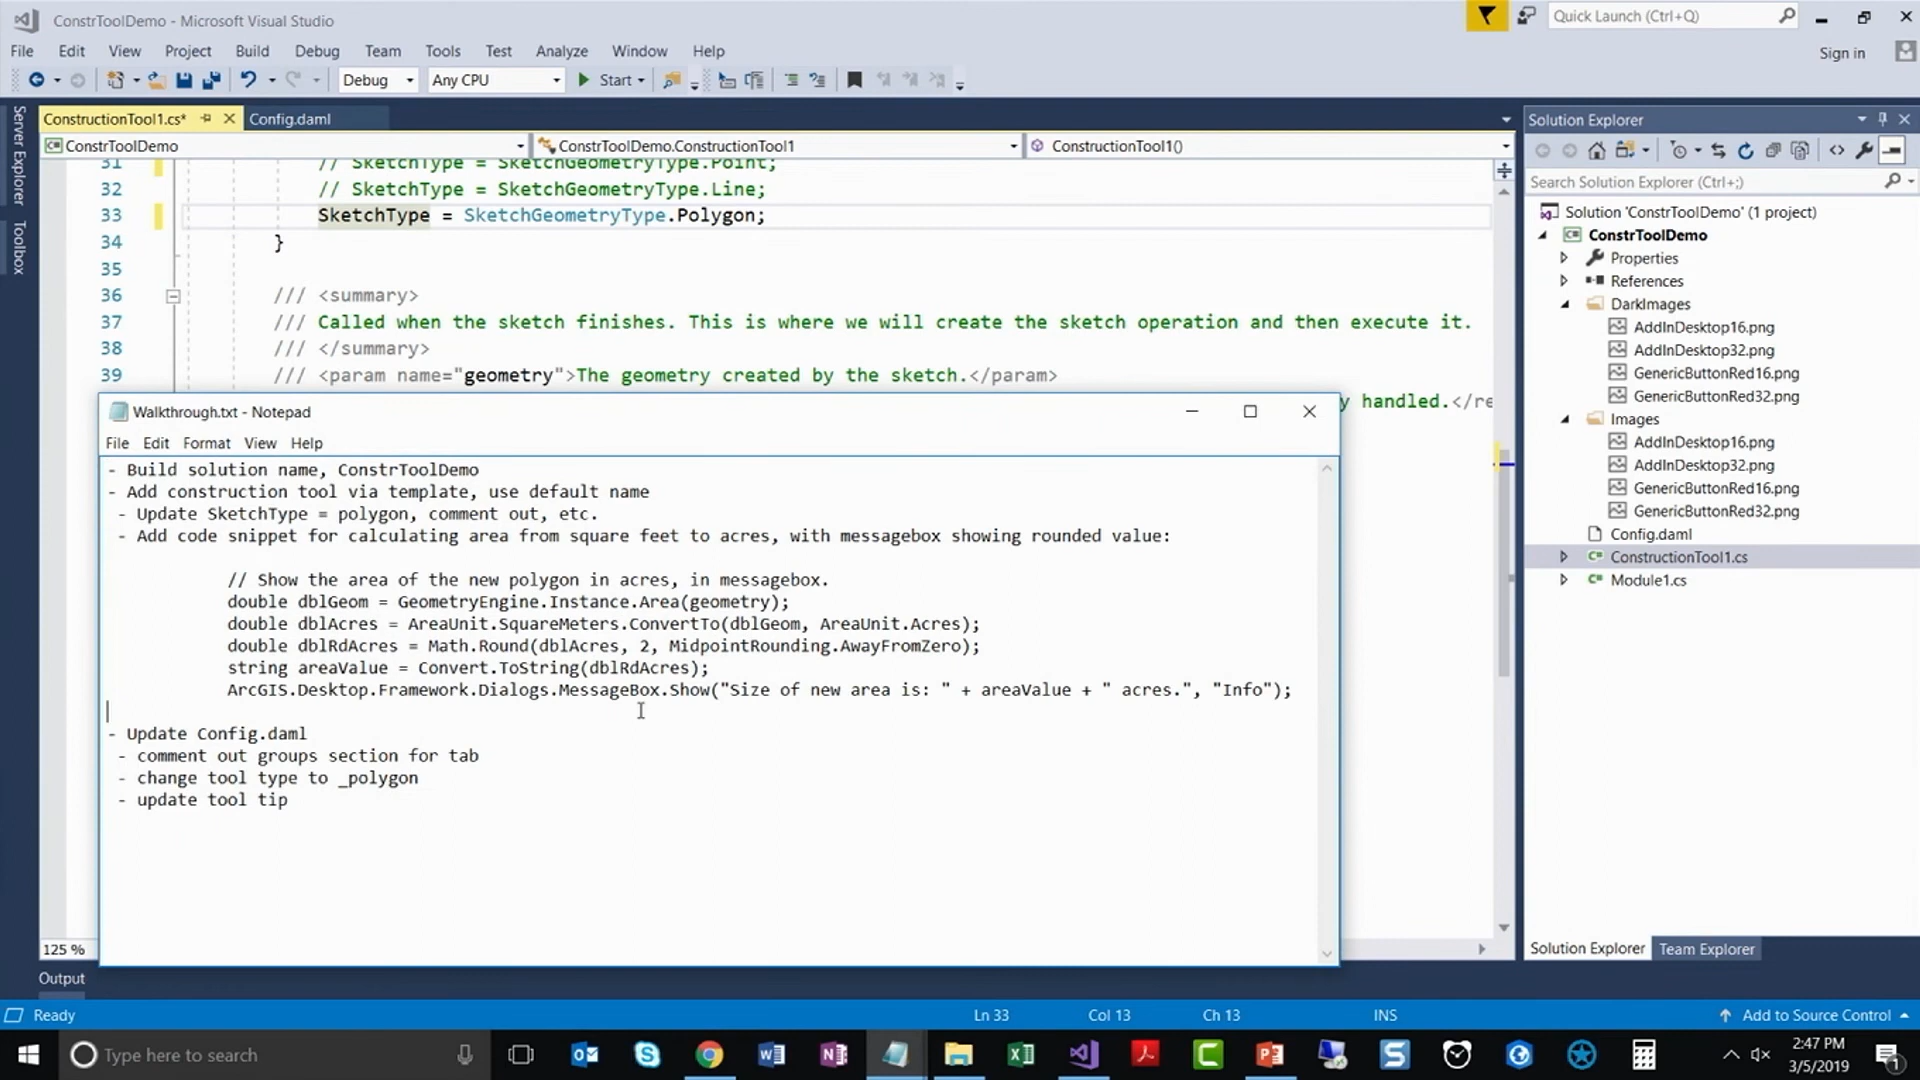 ConstrToolDemo - Microsoft Visual Studio
Quick Launch (Ctrl+Q)
File Edit View Project Build Debug Team Tools Test Analyze Window Help
Sign in
Debug Any CPU Start
Server Explorer
Toolbox
ConstructionTool1.cs* Config.daml
ConstrToolDemo ConstrToolDemo.ConstructionTool1 ConstructionTool1()
31 // SketchType = SketchGeometryType.Point;
32 // SketchType = SketchGeometryType.Line;
33 SketchType = SketchGeometryType.Polygon;
34 }
35
36 /// <summary>
37 /// Called when the sketch finishes. This is where we will create the sketch operation and then execute it.
38 /// </summary>
39 /// <param name="geometry">The geometry created by the sketch.</param>
y handled.</re
Walkthrough.txt - Notepad
File Edit Format View Help
- Build solution name, ConstrToolDemo
- Add construction tool via template, use default name
- Update SketchType = polygon, comment out, etc.
- Add code snippet for calculating area from square feet to acres, with messagebox showing rounded value:
// Show the area of the new polygon in acres, in messagebox.
double dblGeom = GeometryEngine.Instance.Area(geometry);
double dblAcres = AreaUnit.SquareMeters.ConvertTo(dblGeom, AreaUnit.Acres);
double dblRdAcres = Math.Round(dblAcres, 2, MidpointRounding.AwayFromZero);
string areaValue = Convert.ToString(dblRdAcres);
ArcGIS.Desktop.Framework.Dialogs.MessageBox.Show("Size of new area is: " + areaValue + " acres.", "Info");
- Update Config.daml
- comment out groups section for tab
- change tool type to _polygon
- update tool tip
125 %
Output
Solution Explorer
Search Solution Explorer (Ctrl+;)
Solution 'ConstrToolDemo' (1 project)
ConstrToolDemo
Properties
References
DarkImages
AddInDesktop16.png
AddInDesktop32.png
GenericButtonRed16.png
GenericButtonRed32.png
Images
AddInDesktop16.png
AddInDesktop32.png
GenericButtonRed16.png
GenericButtonRed32.png
Config.daml
ConstructionTool1.cs
Module1.cs
Solution Explorer Team Explorer
Ready Ln 33 Col 13 Ch 13 INS Add to Source Control
Type here to search
2:47 PM
3/5/2019
1